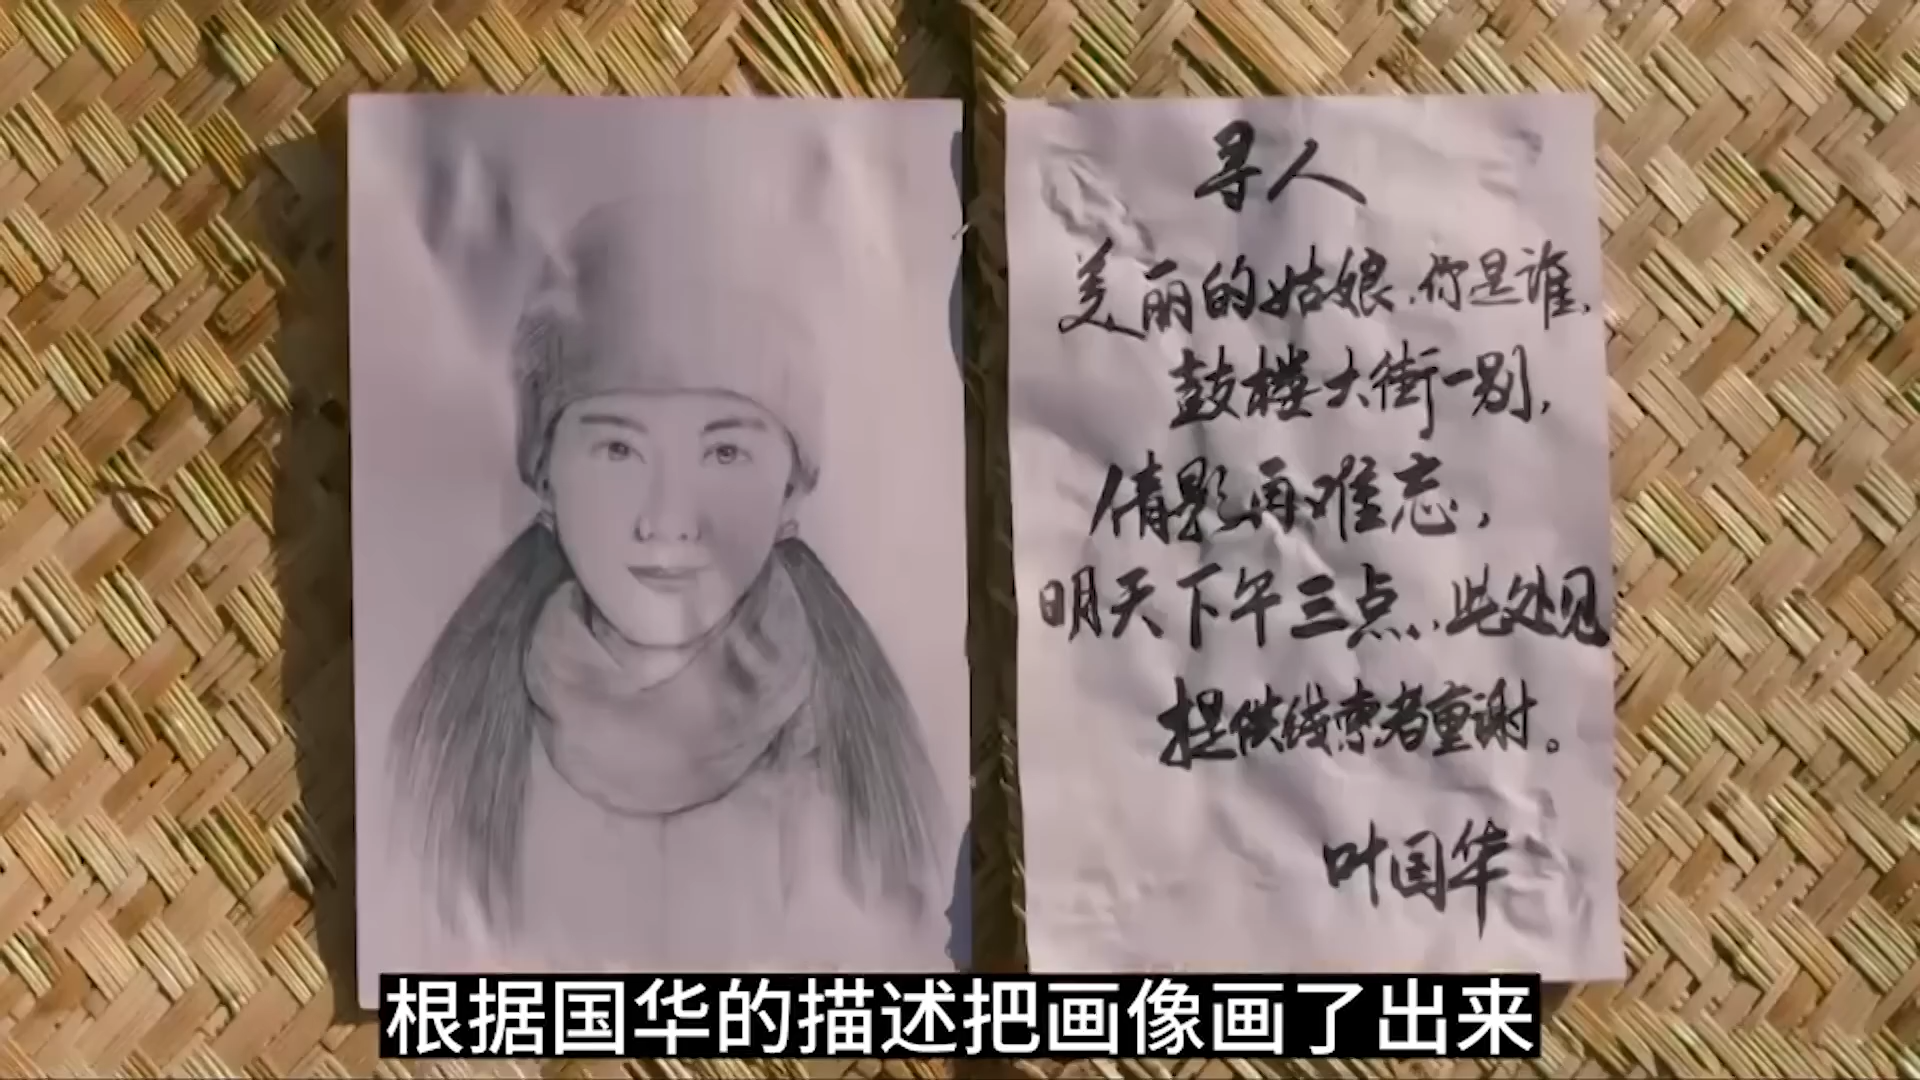 寻人
美丽的姑娘,你是谁,
鼓楼大街一别,
倩影再难忘,
明天下午三点,此处见
提供线索者重谢。
叶国华
根据国华的描述把画像画了出来